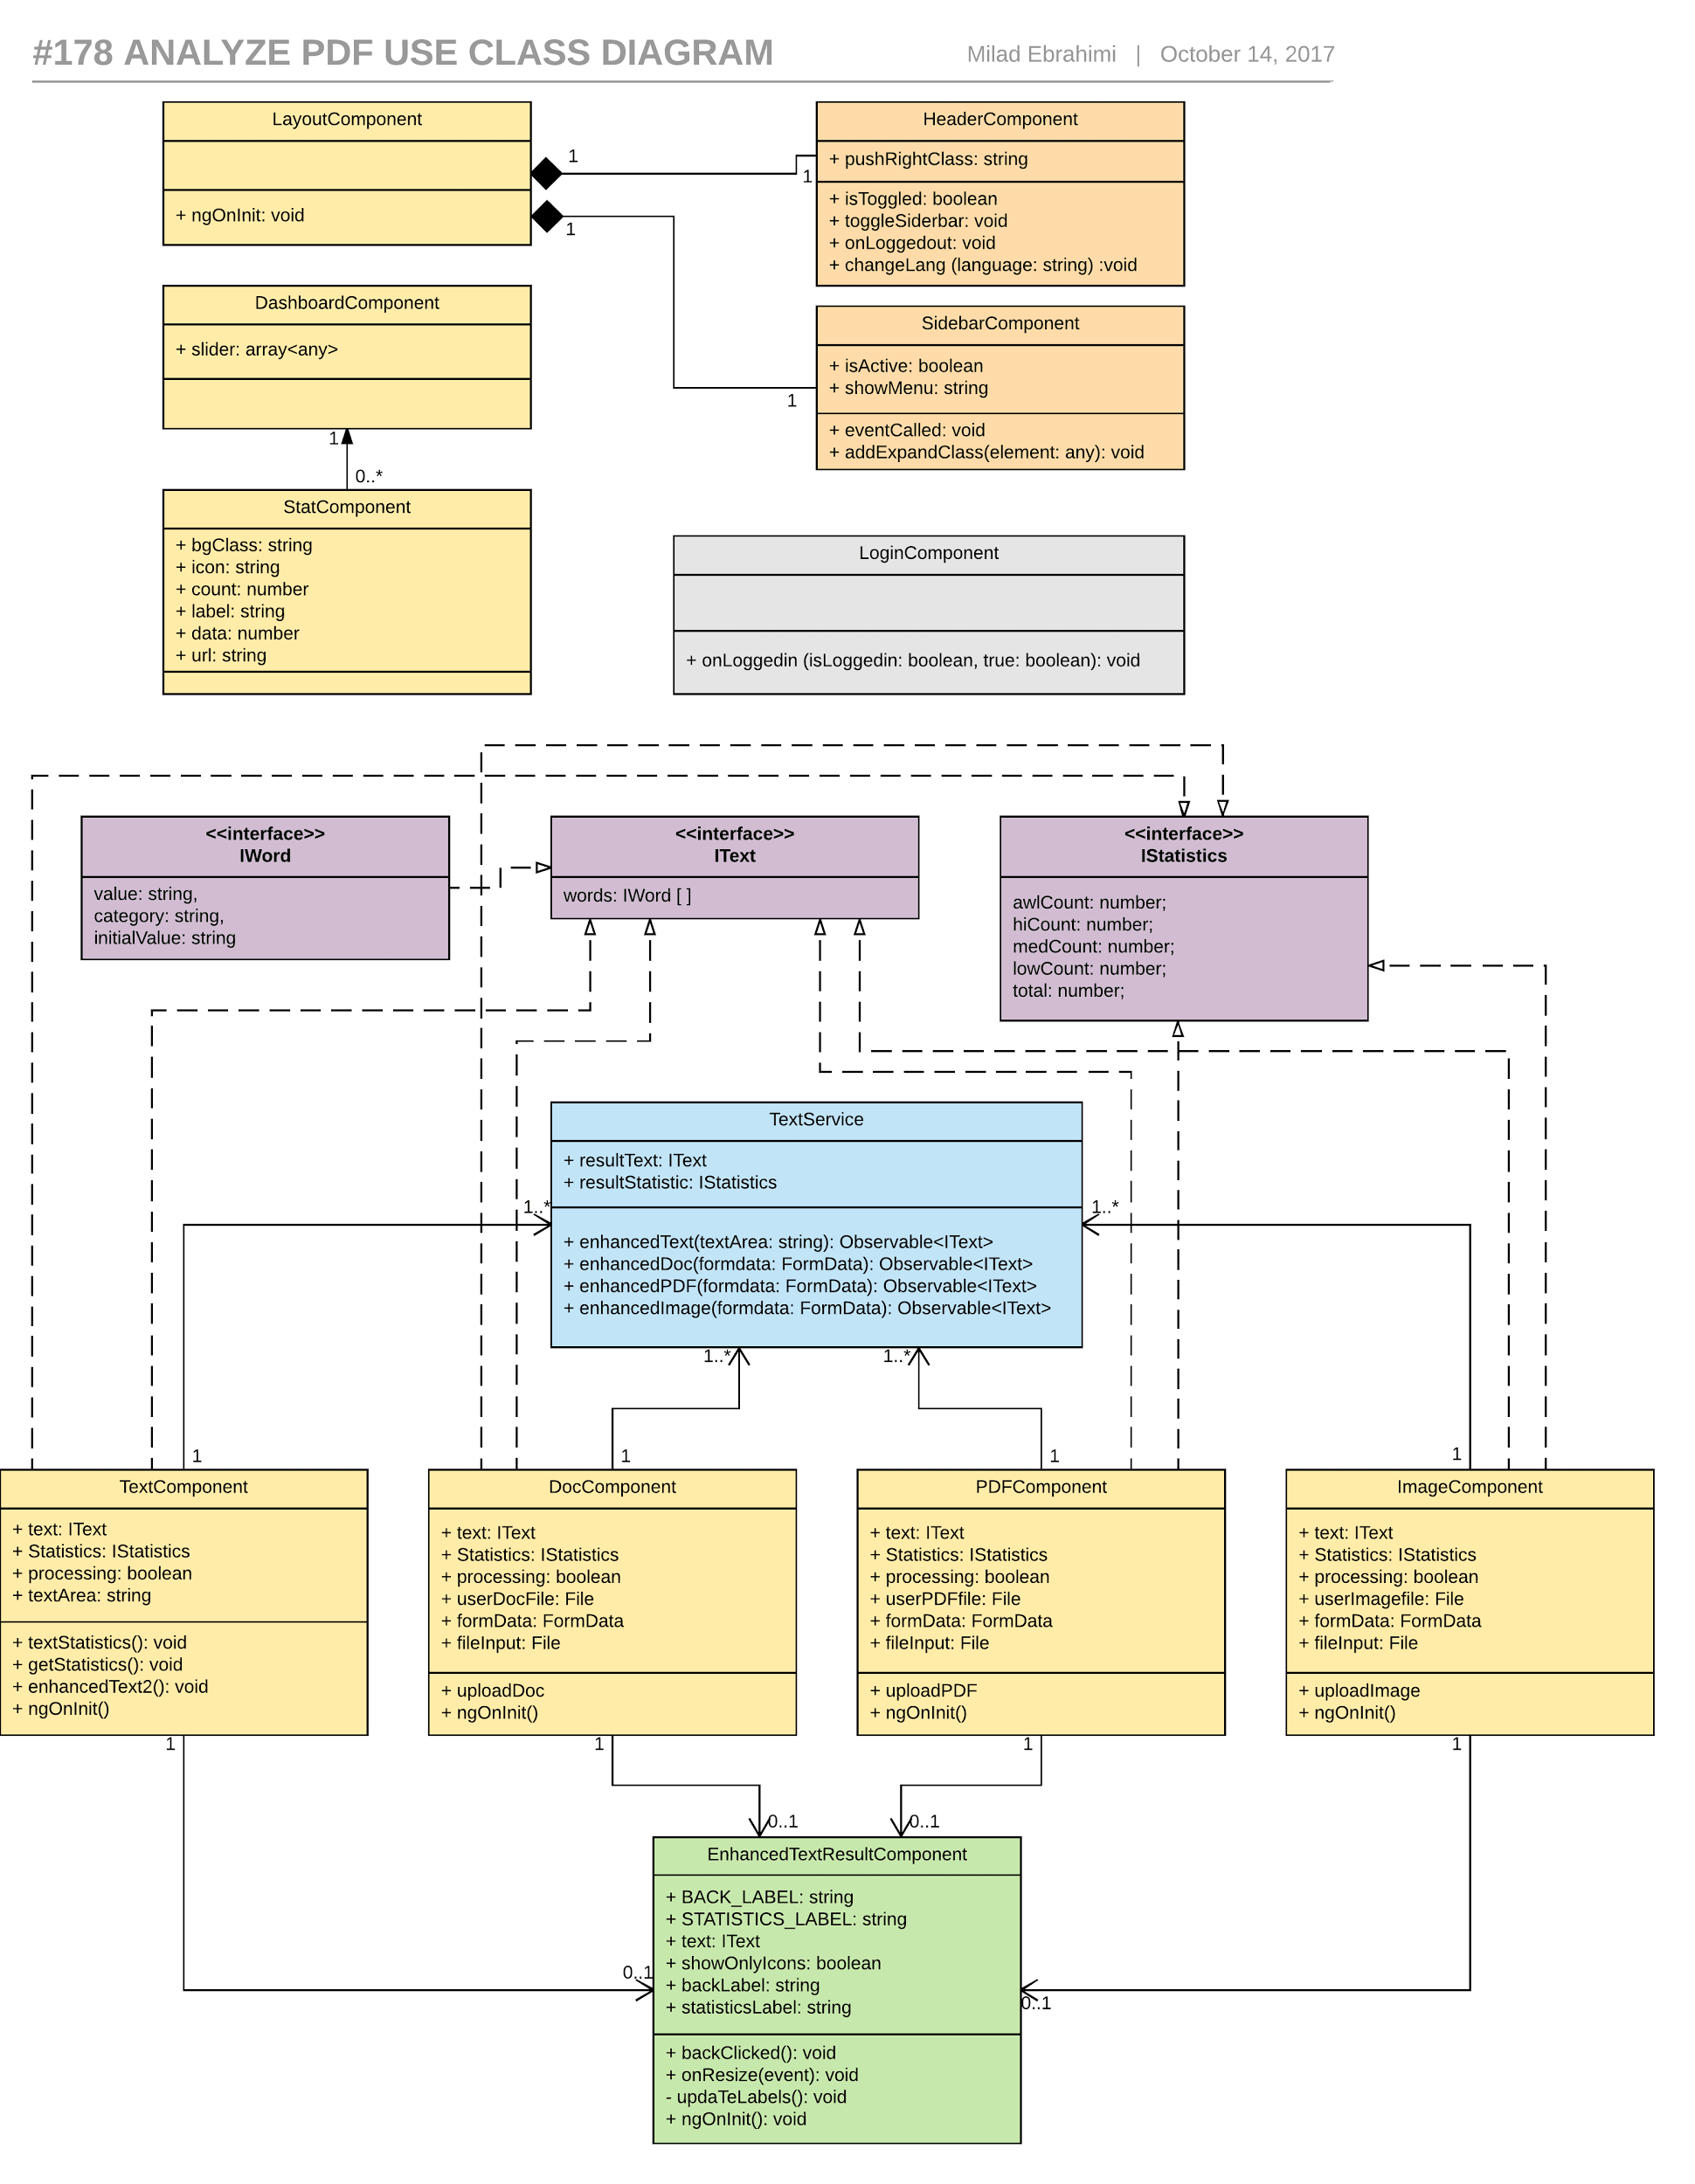 #178 ANALYZE PDF USE CLASS DIAGRAM
Milad Ebrahimi | October 14, 2017
LayoutComponent
+ ngOnInit: void
1
1
1
1
HeaderComponent
+ pushRightClass: string
+ isToggled: boolean
+ toggleSiderbar: void
+ onLoggedout: void
+ changeLang (language: string) :void
DashboardComponent
+ slider: array<any>
SidebarComponent
+ isActive: boolean
+ showMenu: string
+ eventCalled: void
+ addExpandClass(element: any): void
1
0..*
StatComponent
+ bgClass: string
+ icon: string
+ count: number
+ label: string
+ data: number
+ url: string
LoginComponent
+ onLoggedin (isLoggedin: boolean, true: boolean): void
<<interface>>
IWord
value: string,
category: string,
initialValue: string
<<interface>>
IText
words: IWord [ ]
<<interface>>
IStatistics
awlCount: number;
hiCount: number;
medCount: number;
lowCount: number;
total: number;
TextService
+ resultText: IText
+ resultStatistic: IStatistics
+ enhancedText(textArea: string): Observable<IText>
+ enhancedDoc(formdata: FormData): Observable<IText>
+ enhancedPDF(formdata: FormData): Observable<IText>
+ enhancedImage(formdata: FormData): Observable<IText>
1..*
1..*
1..*
1..*
1
1
1
1
TextComponent
+ text: IText
+ Statistics: IStatistics
+ processing: boolean
+ textArea: string
+ textStatistics(): void
+ getStatistics(): void
+ enhancedText2(): void
+ ngOnInit()
DocComponent
+ text: IText
+ Statistics: IStatistics
+ processing: boolean
+ userDocFile: File
+ formData: FormData
+ fileInput: File
+ uploadDoc
+ ngOnInit()
PDFComponent
+ text: IText
+ Statistics: IStatistics
+ processing: boolean
+ userPDFfile: File
+ formData: FormData
+ fileInput: File
+ uploadPDF
+ ngOnInit()
ImageComponent
+ text: IText
+ Statistics: IStatistics
+ processing: boolean
+ userImagefile: File
+ formData: FormData
+ fileInput: File
+ uploadImage
+ ngOnInit()
1
1
1
1
0..1
0..1
0..1
0..1
EnhancedTextResultComponent
+ BACK_LABEL: string
+ STATISTICS_LABEL: string
+ text: IText
+ showOnlyIcons: boolean
+ backLabel: string
+ statisticsLabel: string
+ backClicked(): void
+ onResize(event): void
- updaTeLabels(): void
+ ngOnInit(): void